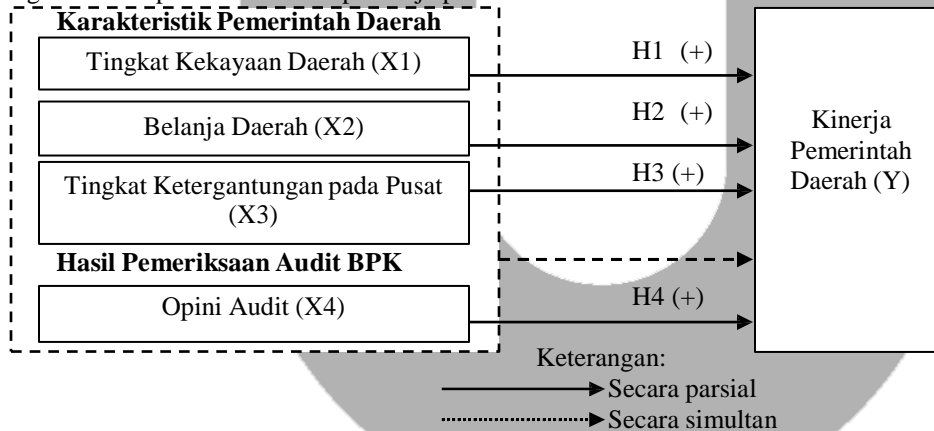 Karakteristik Pemerintah Daerah
Tingkat Kekayaan Daerah (X1)
H1 (+)
Belanja Daerah (X2)
H2 (+)
Tingkat Ketergantungan pada Pusat
(X3)
H3 (+)
Hasil Pemeriksaan Audit BPK
Opini Audit (X4)
H4 (+)
Kinerja
Pemerintah
Daerah (Y)
Keterangan:
Secara parsial
Secara simultan